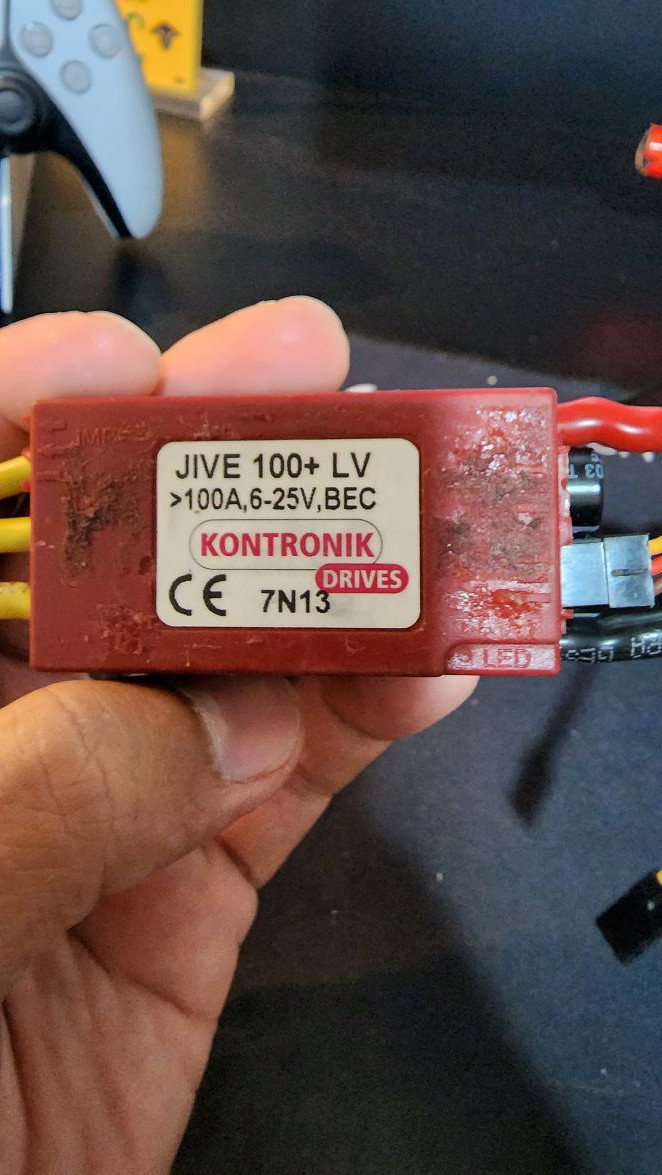 JIVE 100+ LV
>100A,6-25V,BEC
KONTRONIK
DRIVES
CE 7N13
LED